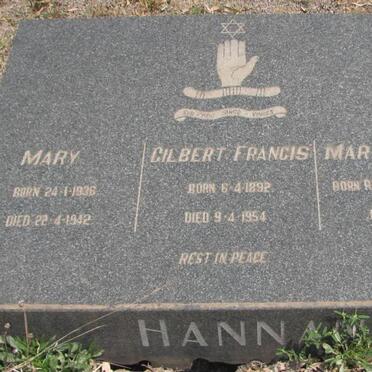 MARY
BORN 24-1-1936
DIED 22-4-1942
GILBERT FRANCIS
BORN 6-4-1892
DIED 9-4-1954
MAR
BORN
REST IN PEACE
HANNA